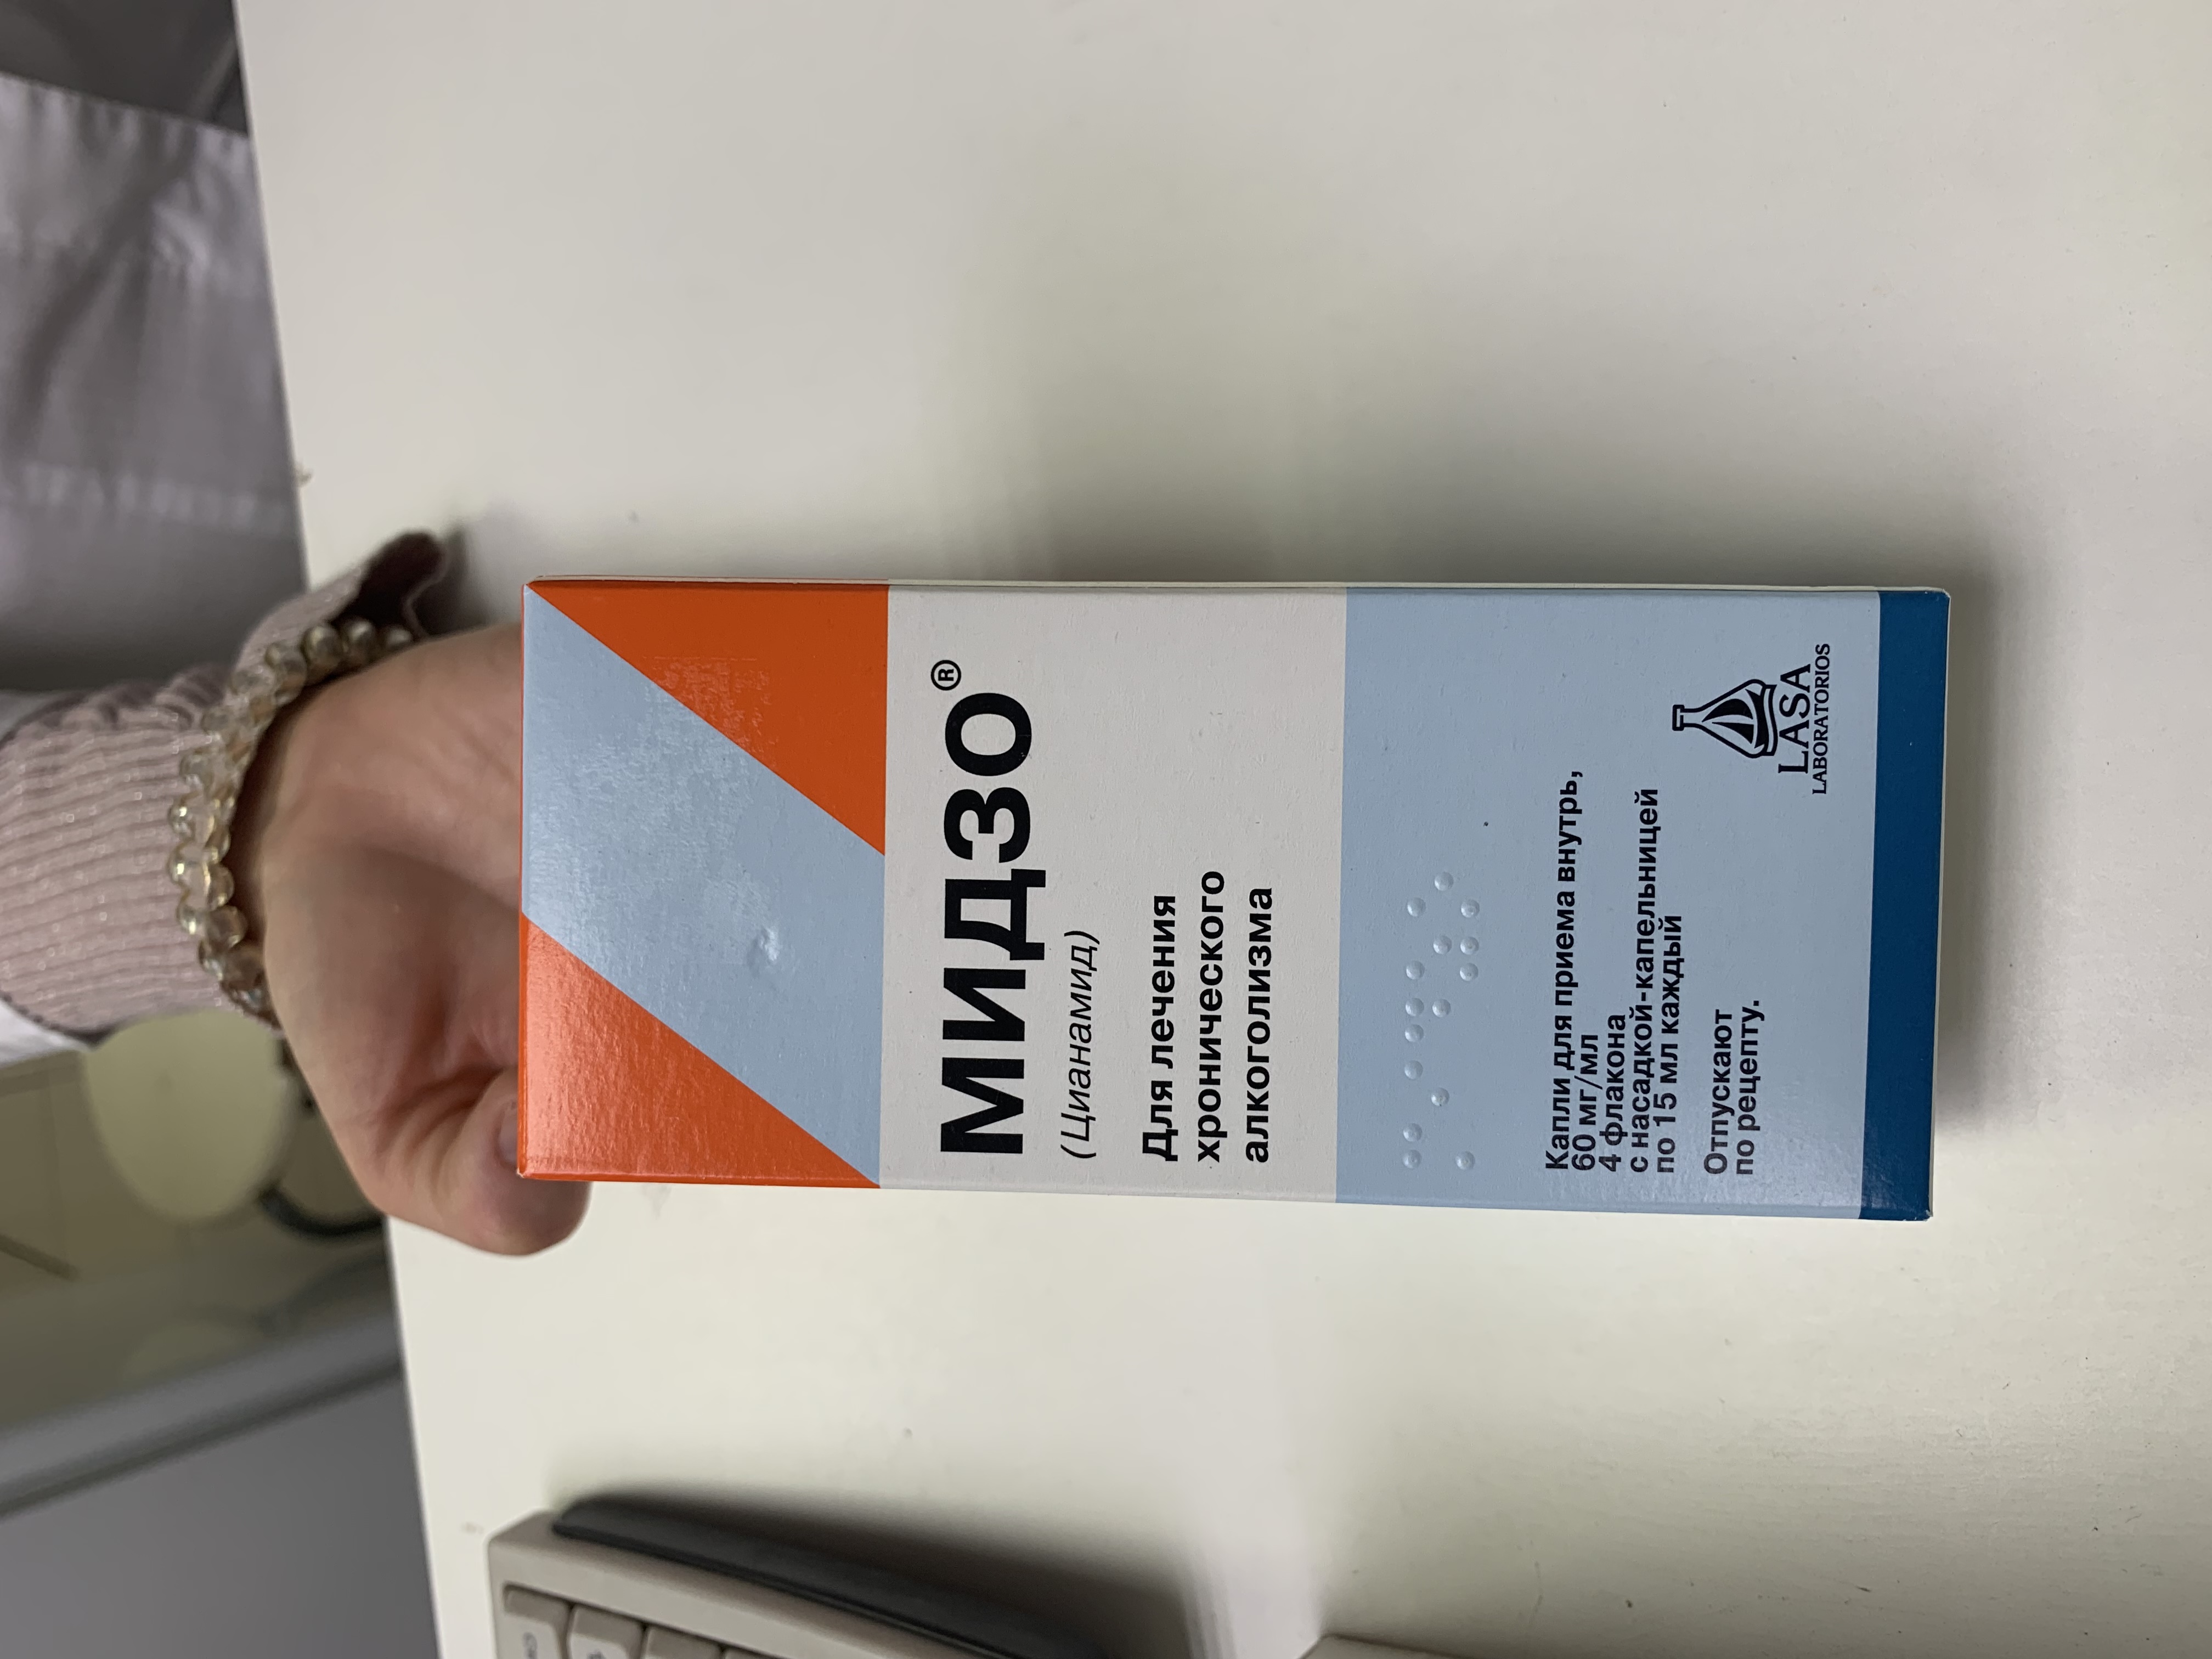 МИДЗО®
(Цианамид)
Для лечения
хронического
алкоголизма
Капли для приема внутрь,
60 мг/мл
4 флакона
с насадкой-капельницей
по 15 мл каждый
Отпускают
по рецепту.
LASA
LABORATORIOS